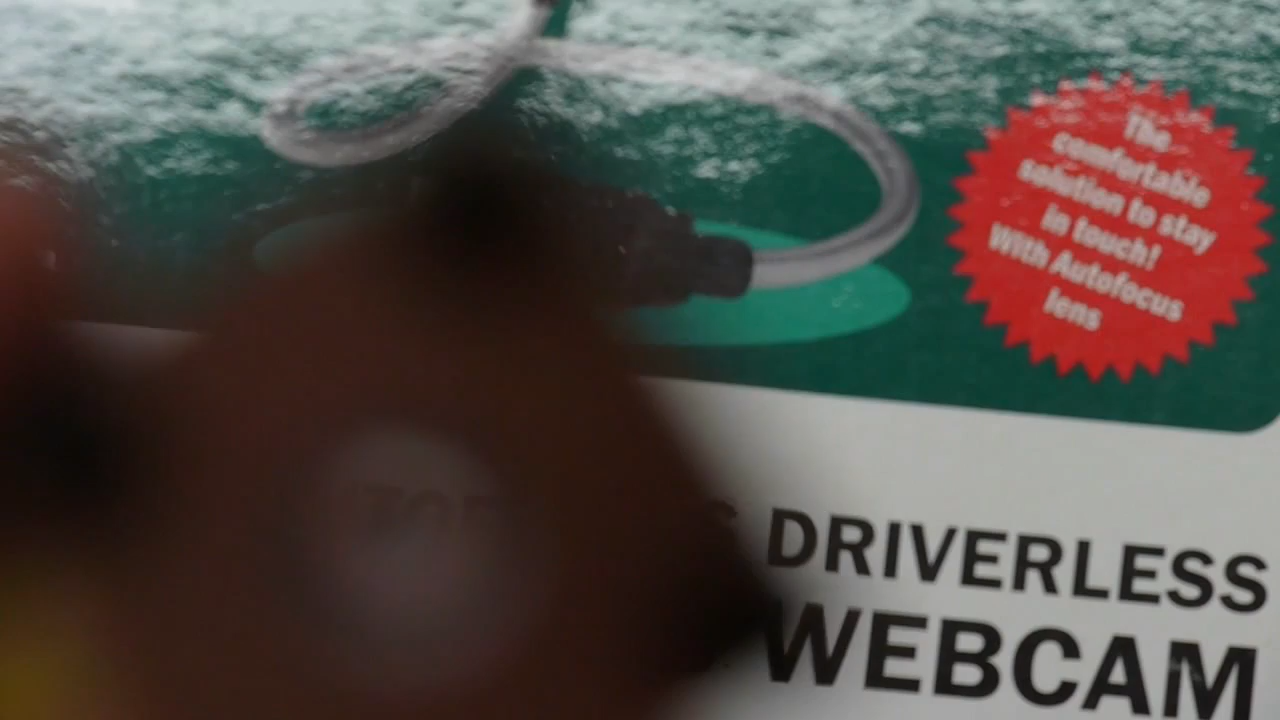 The
comfortable
solution to stay
in touch!
With Autofocus
lens
DRIVERLESS
WEBCAM